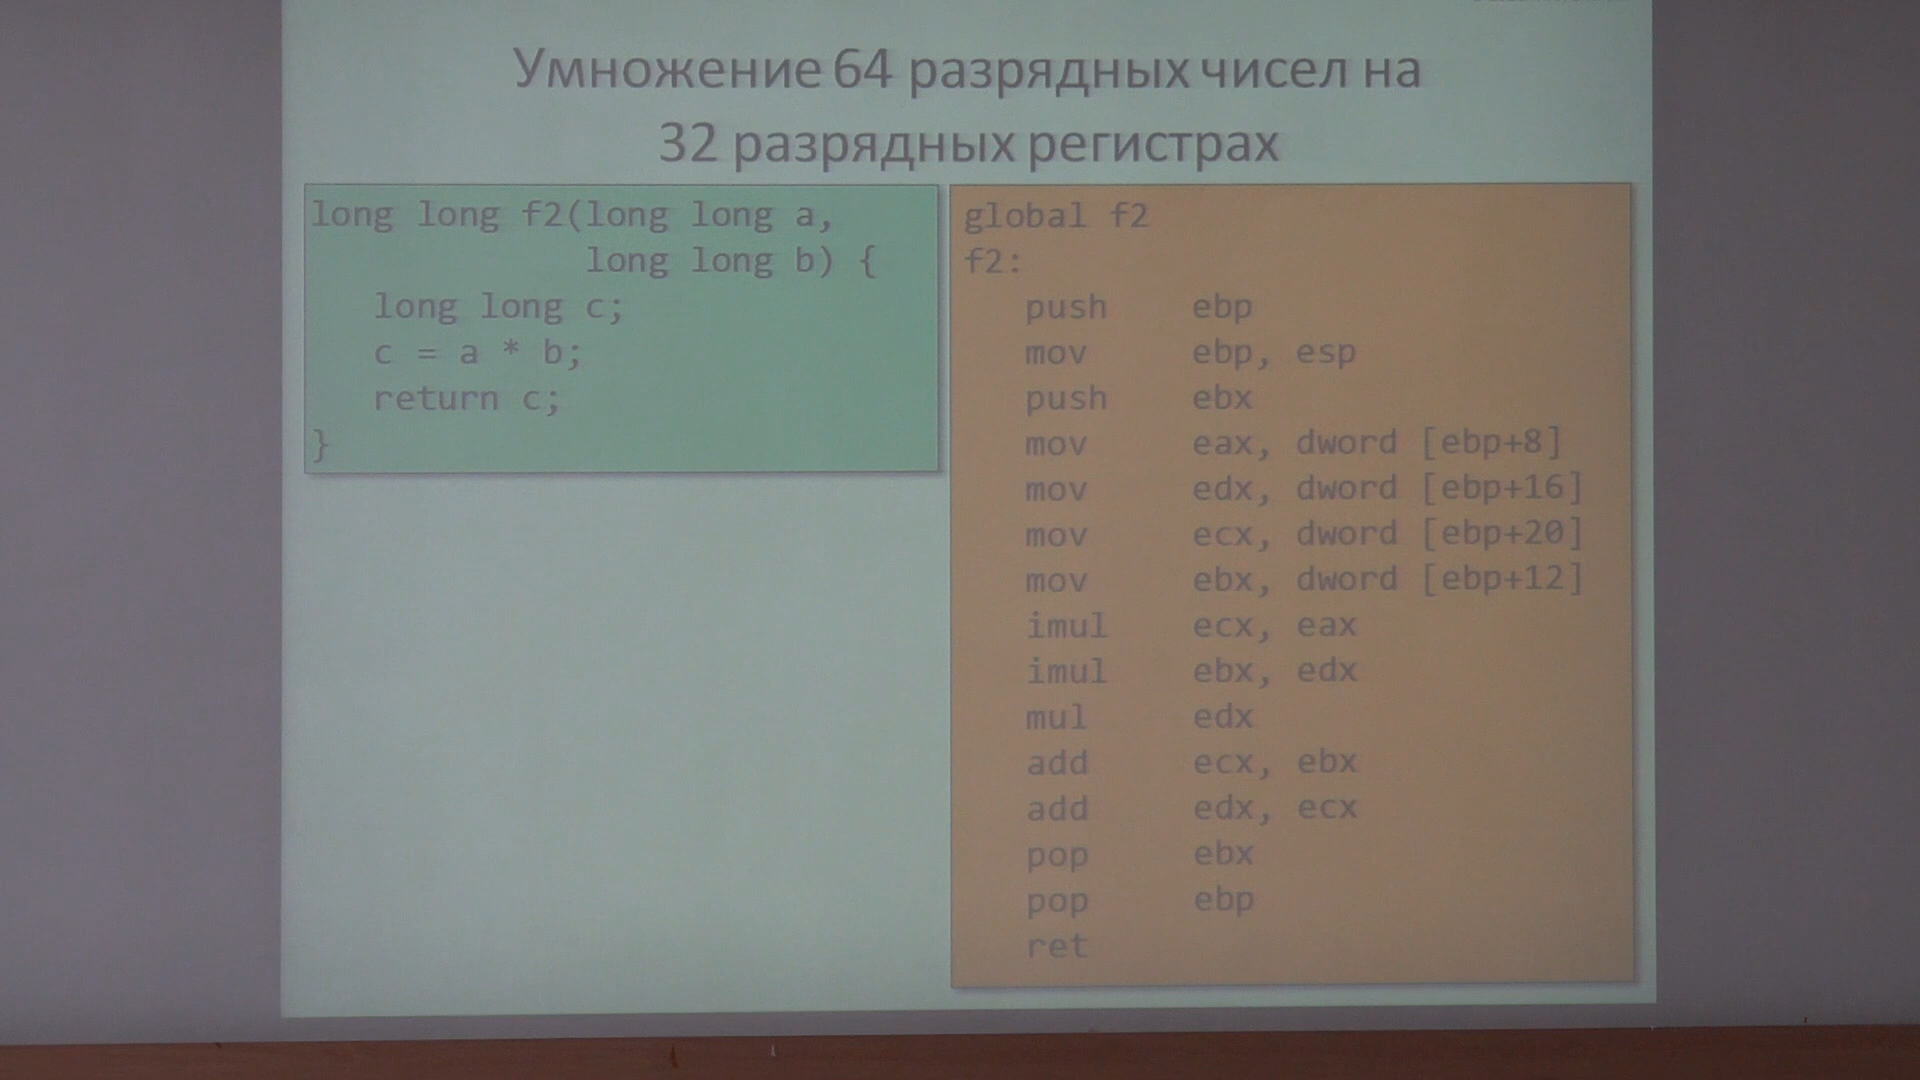 Умножение 64 разрядных чисел на
32 разрядных регистрах
long long f2(long long a,
long long b) {
long long c;
c = a * b;
return c;
}
global f2
f2:
push ebp
mov ebp, esp
push ebx
mov eax, dword [ebp+8]
mov edx, dword [ebp+16]
mov ecx, dword [ebp+20]
mov ebx, dword [ebp+12]
imul ecx, eax
imul ebx, edx
mul edx
add ecx, ebx
add edx, ecx
pop ebx
pop ebp
ret